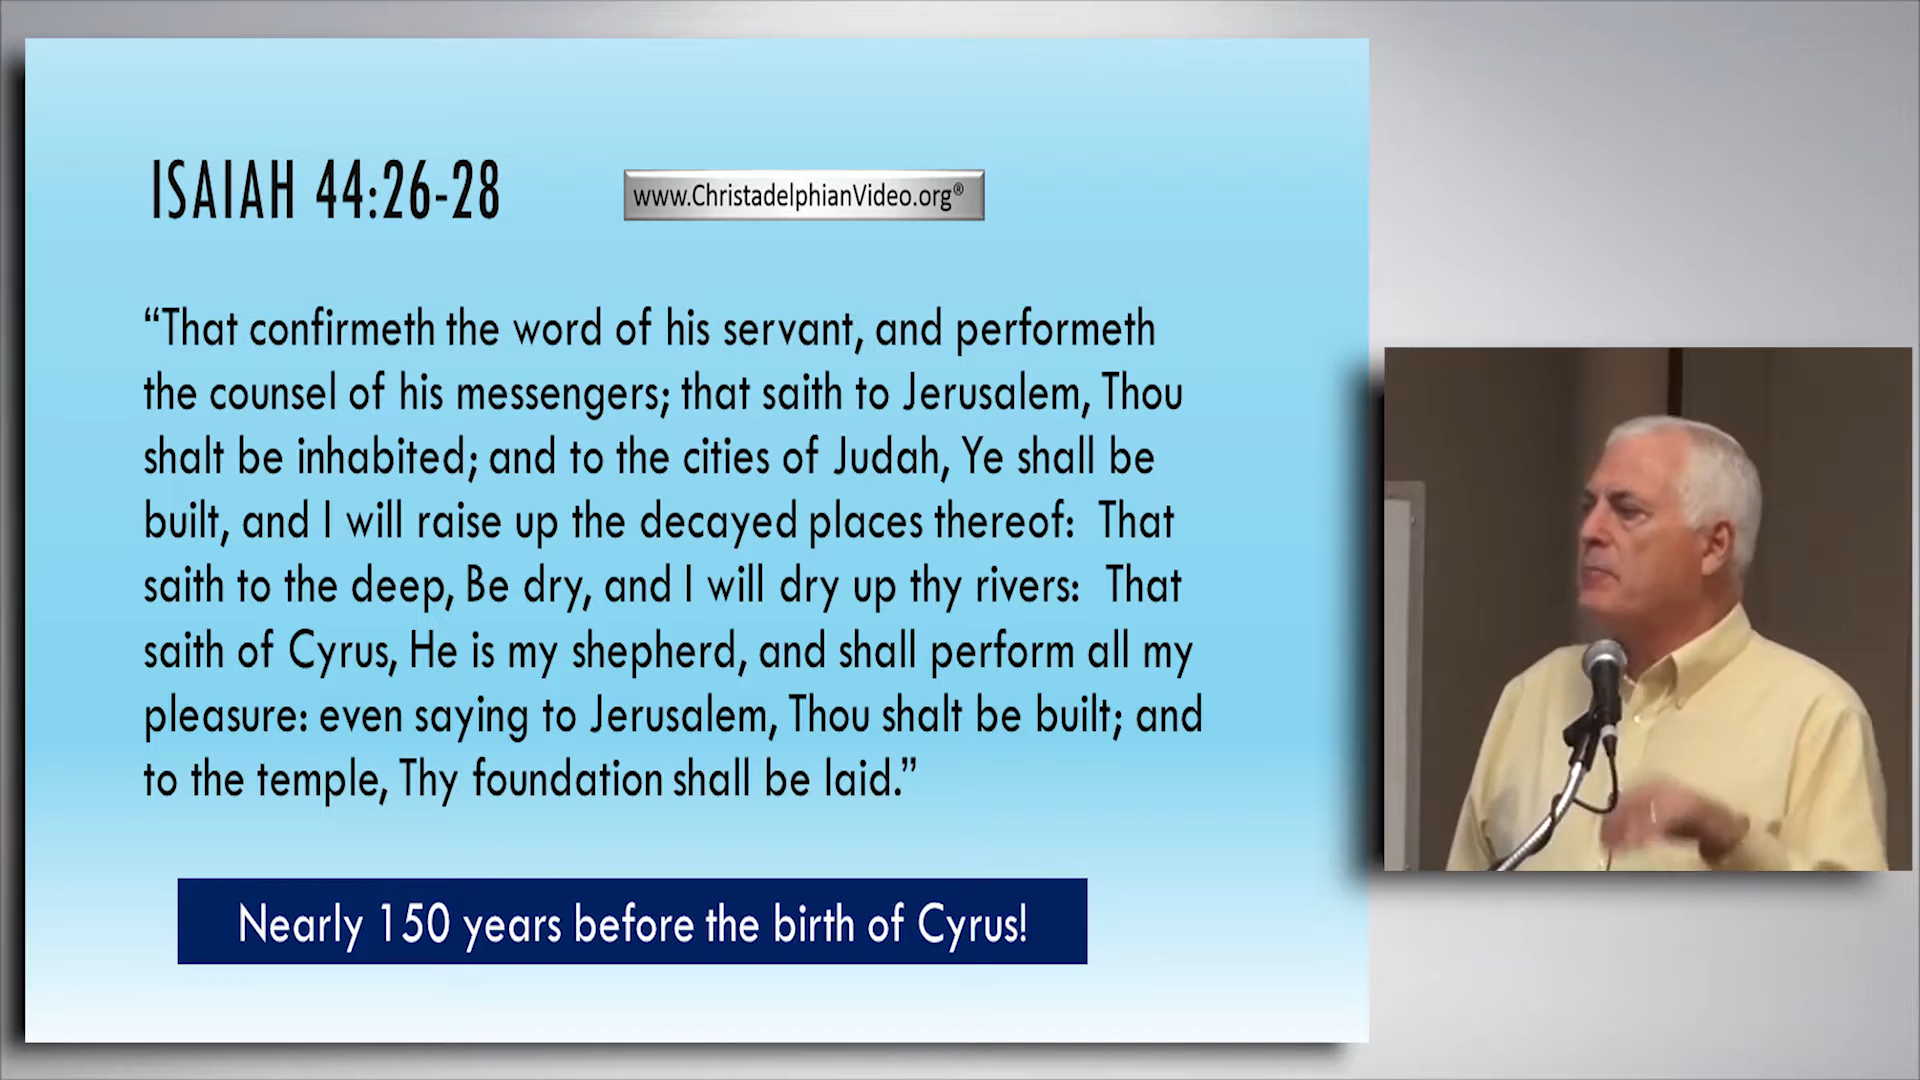 ISAIAH 44:26-28
www.ChristadelphianVideo.org®
“That confirmeth the word of his servant, and performeth
the counsel of his messengers; that saith to Jerusalem, Thou
shalt be inhabited; and to the cities of Judah, Ye shall be
built, and I will raise up the decayed places thereof: That
saith to the deep, Be dry, and I will dry up thy rivers: That
saith of Cyrus, He is my shepherd, and shall perform all my
pleasure: even saying to Jerusalem, Thou shalt be built; and
to the temple, Thy foundation shall be laid.”
Nearly 150 years before the birth of Cyrus!